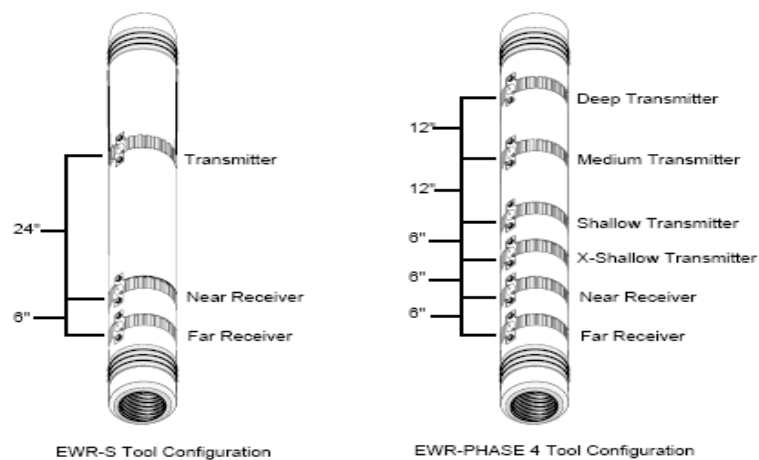 Transmitter
24"
Near Receiver
6"
Far Receiver
EWR-S Tool Configuration
Deep Transmitter
12"
Medium Transmitter
12"
Shallow Transmitter
6"
X-Shallow Transmitter
6"
Near Receiver
6"
Far Receiver
EWR-PHASE 4 Tool Configuration